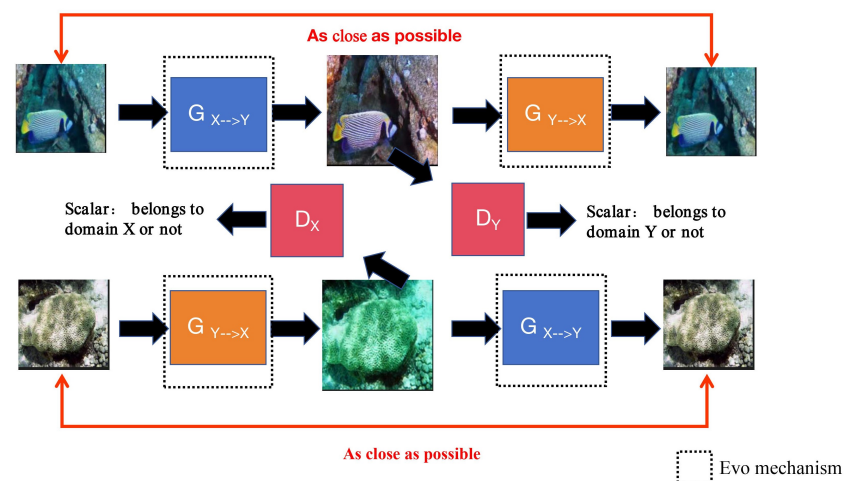 As close as possible
G X-->Y
G Y-->X
Scalar： belongs to
domain X or not
DX
DY
Scalar： belongs to
domain Y or not
G Y-->X
G X-->Y
As close as possible
Evo mechanism